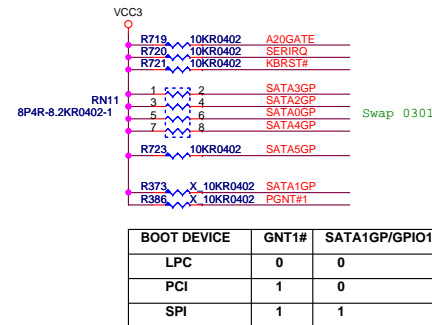 VCC3
R719 10KR0402 A20GATE
R720 10KR0402 SERIRQ
R721 10KR0402 KBRST#
1 2 SATA3GP
RN11 3 4 SATA2GP
8P4R-8.2KR0402-1 5 6 SATA0GP Swap 0301
7 8 SATA4GP
R723 10KR0402 SATA5GP
R373 X_10KR0402 SATA1GP
R386 X_10KR0402 PGNT#1
BOOT DEVICE GNT1# SATA1GP/GPIO1
LPC 0 0
PCI 1 0
SPI 1 1